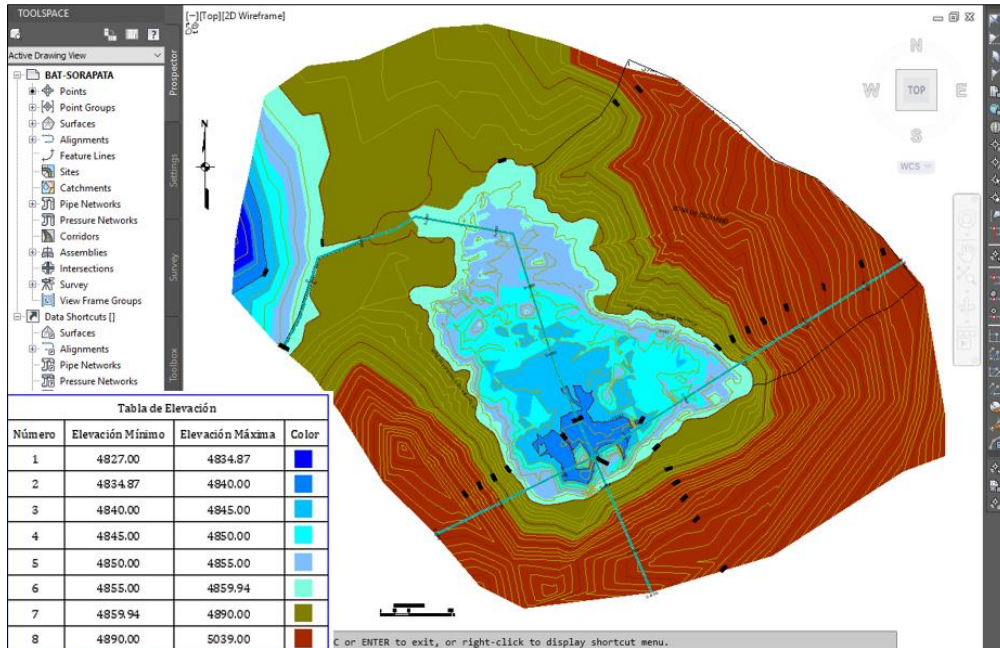 TOOLSPACE
[−][Top][2D Wireframe]
Active Drawing View
BAT-SORAPATA
Points
Point Groups
Surfaces
Alignments
Feature Lines
Sites
Catchments
Pipe Networks
Pressure Networks
Corridors
Assemblies
Intersections
Survey
View Frame Groups
Data Shortcuts []
Surfaces
Alignments
Pipe Networks
Pressure Networks
Prospector
Settings
Survey
Toolbox
N
N
W
TOP
E
S
WCS
Tabla de Elevación
Número Elevación Mínimo Elevación Máxima Color
1 4827.00 4834.87
2 4834.87 4840.00
3 4840.00 4845.00
4 4845.00 4850.00
5 4850.00 4855.00
6 4855.00 4859.94
7 4859.94 4890.00
8 4890.00 5039.00
C or ENTER to exit, or right-click to display shortcut menu.